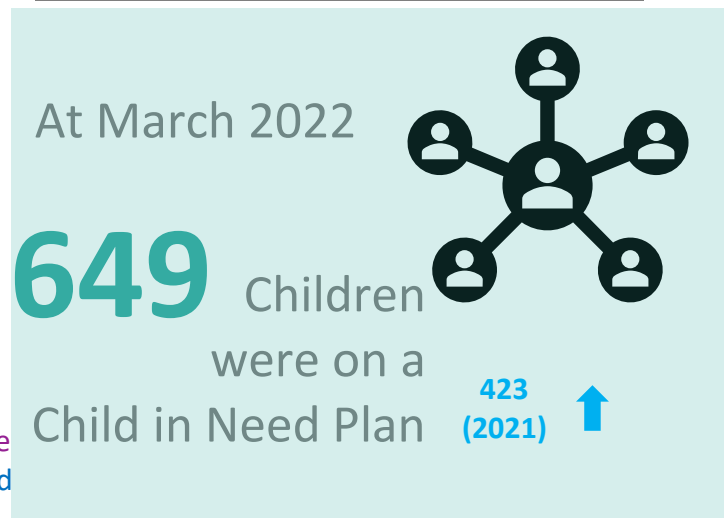 At March 2022
649 Children
were on a
Child in Need Plan
423
(2021)
e
d